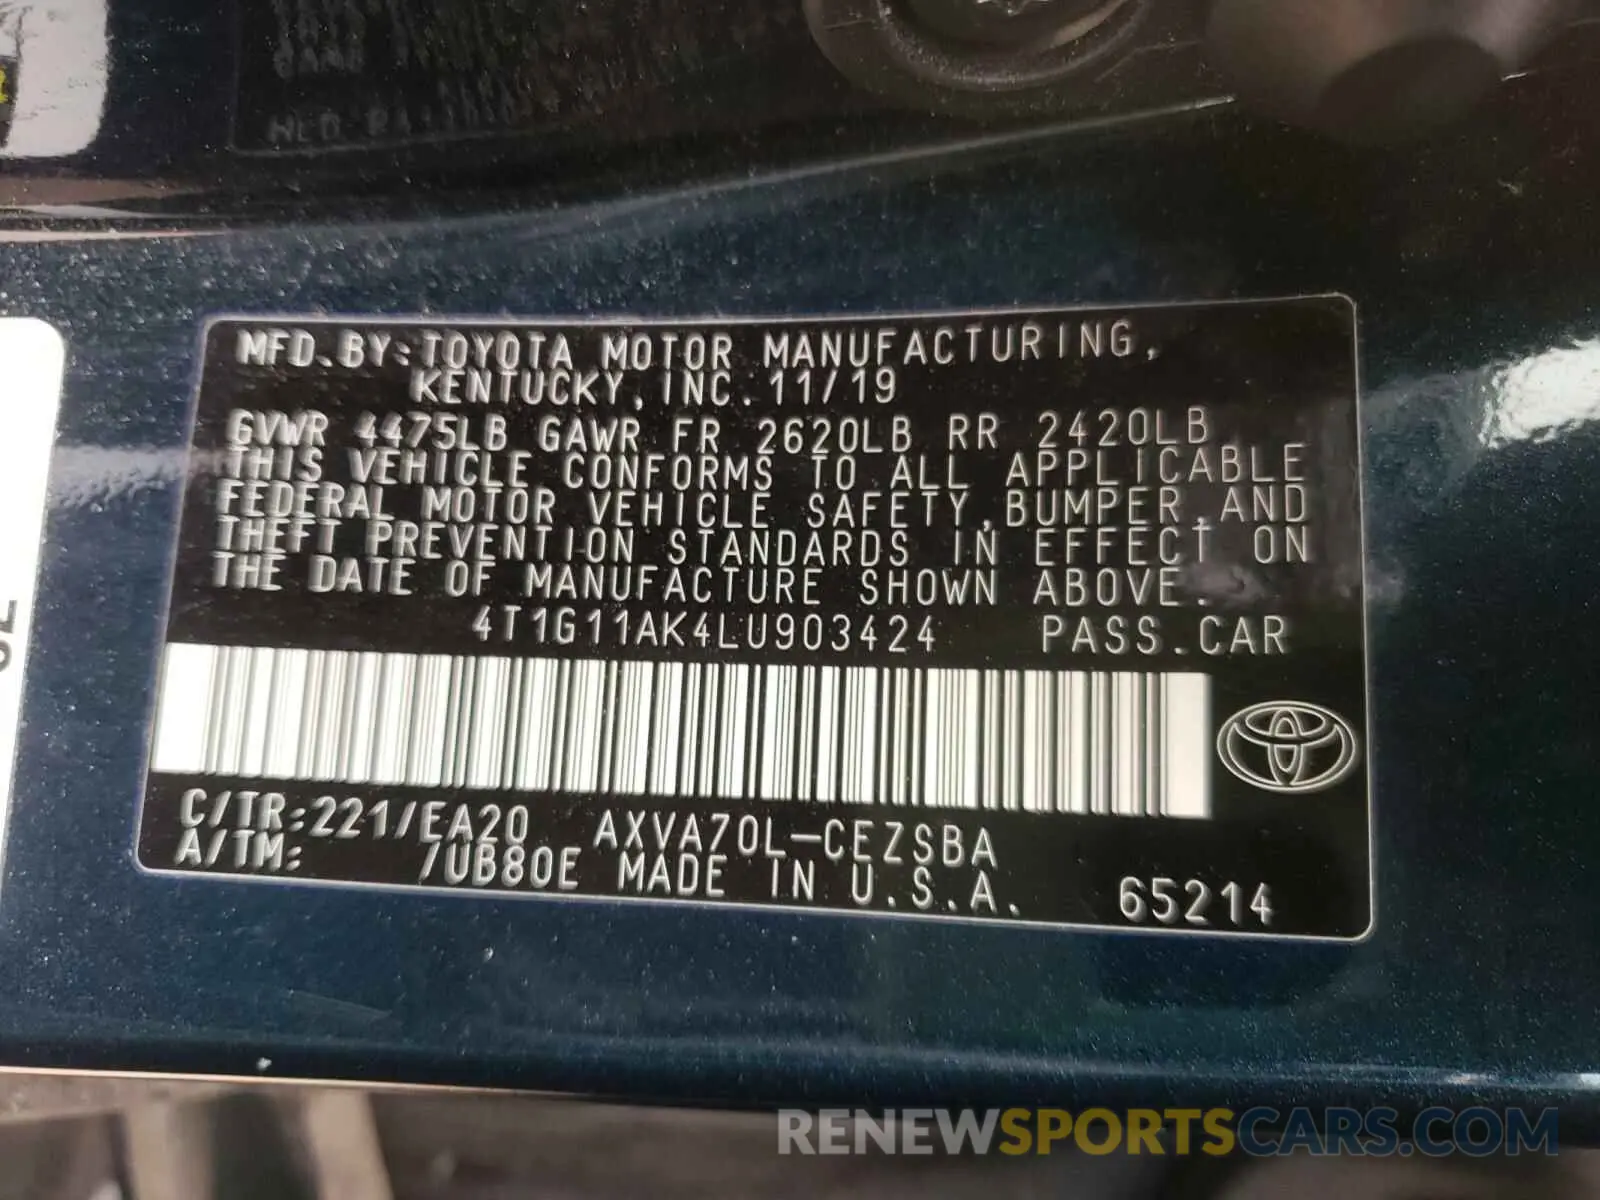 MFD.BY:TOYOTA MOTOR MANUFACTURING,
KENTUCKY,INC.11/19
GVWR 4475LB GAWR FR 2620LB RR 2420LB
THIS VEHICLE CONFORMS TO ALL APPLICABLE
FEDERAL MOTOR VEHICLE SAFETY,BUMPER,AND
THEFT PREVENTION STANDARDS IN EFFECT ON
THE DATE OF MANUFACTURE SHOWN ABOVE.
4T1G11AK4LU903424 PASS.CAR
C/TR:221/EA20 AXVA70L-CEZSBA
A/TM: /UB80E MADE IN U.S.A.
65214
RENEWSPORTSCARS.COM